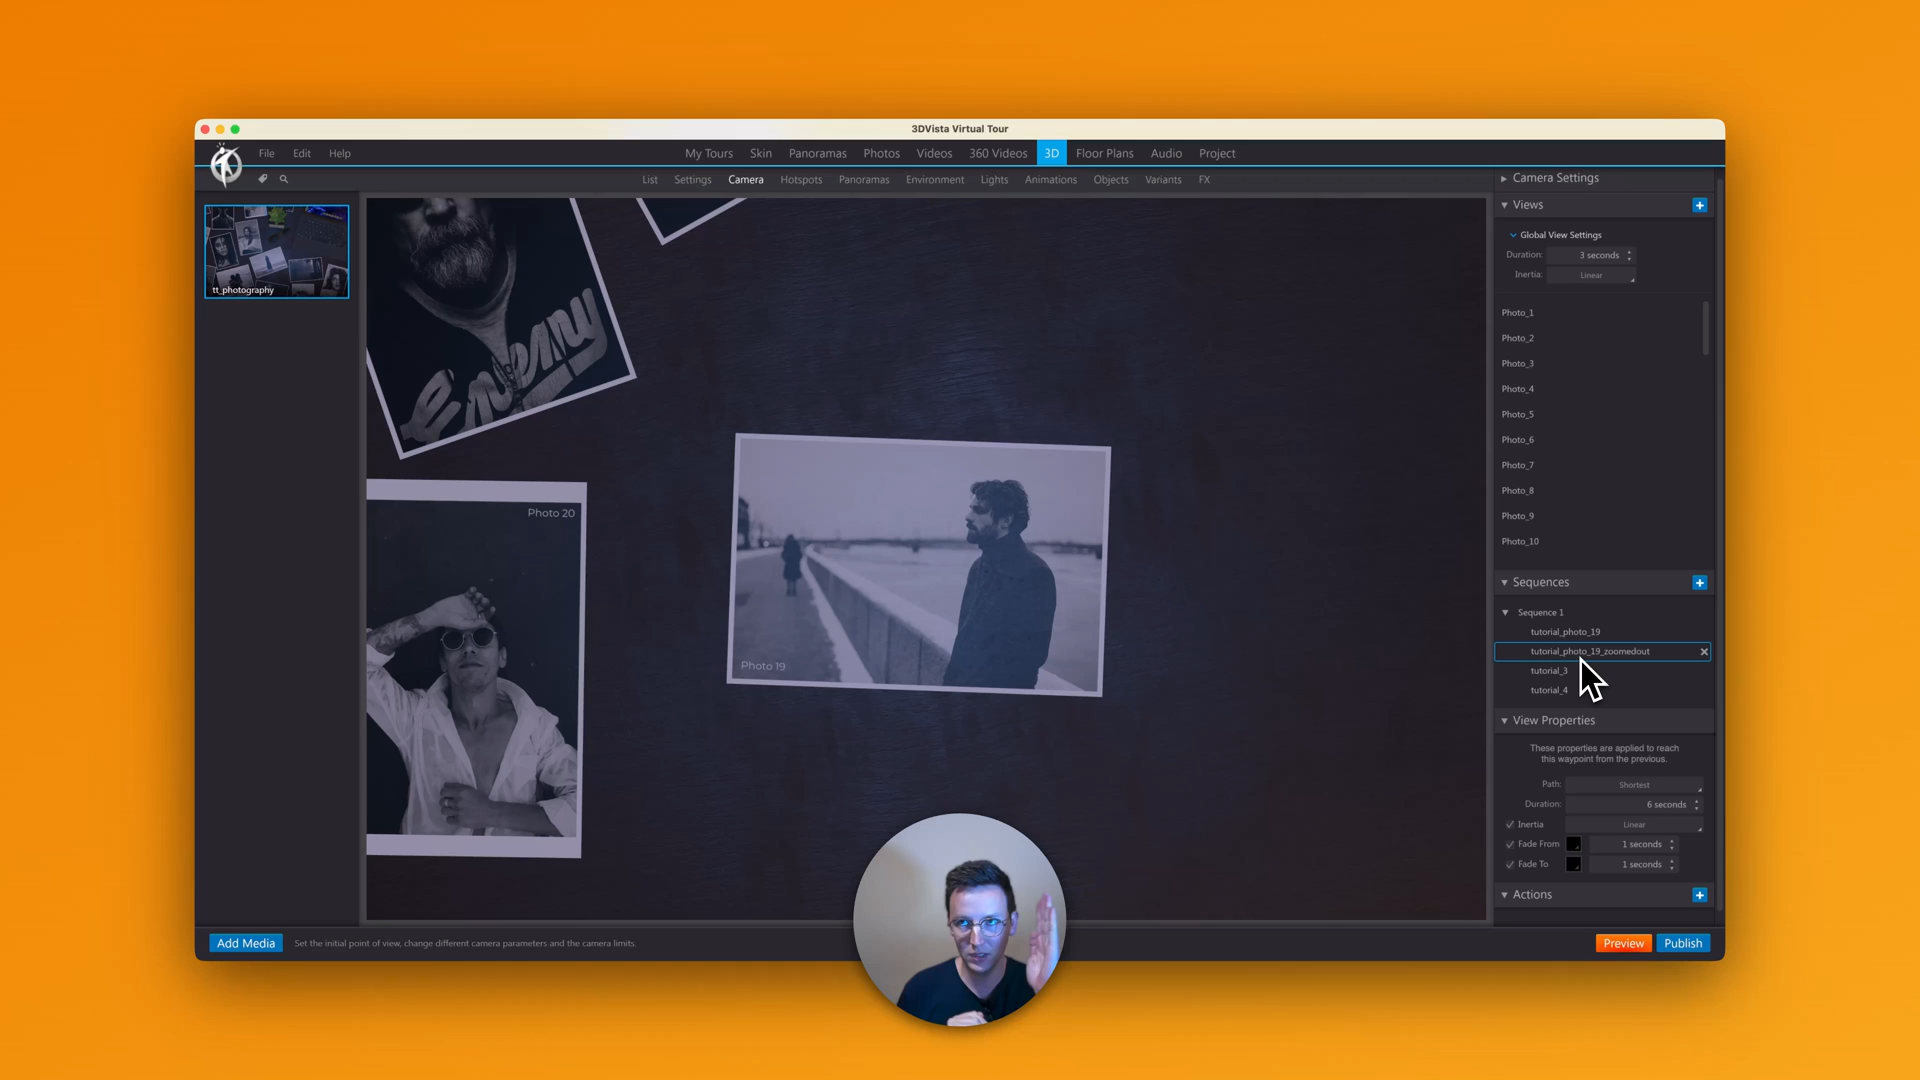 3DVista Virtual Tour
File Edit Help
My Tours Skin Panoramas Photos Videos 360 Videos 3D Floor Plans Audio Project
List Settings Camera Hotspots Panoramas Environment Lights Animations Objects Variants FX
tt_photography
Enemy
Photo 20
Photo 19
Camera Settings
Views
Global View Settings
Duration: 3 seconds
Inertia: Linear
Photo_1
Photo_2
Photo_3
Photo_4
Photo_5
Photo_6
Photo_7
Photo_8
Photo_9
Photo_10
Sequences
Sequence 1
tutorial_photo_19
tutorial_photo_19_zoomedout
tutorial_3
tutorial_4
View Properties
These properties are applied to reach
this waypoint from the previous.
Path: Shortest
Duration: 6 seconds
Inertia Linear
Fade From 1 seconds
Fade To 1 seconds
Actions
Add Media Set the initial point of view, change different camera parameters and the camera limits.
Preview Publish